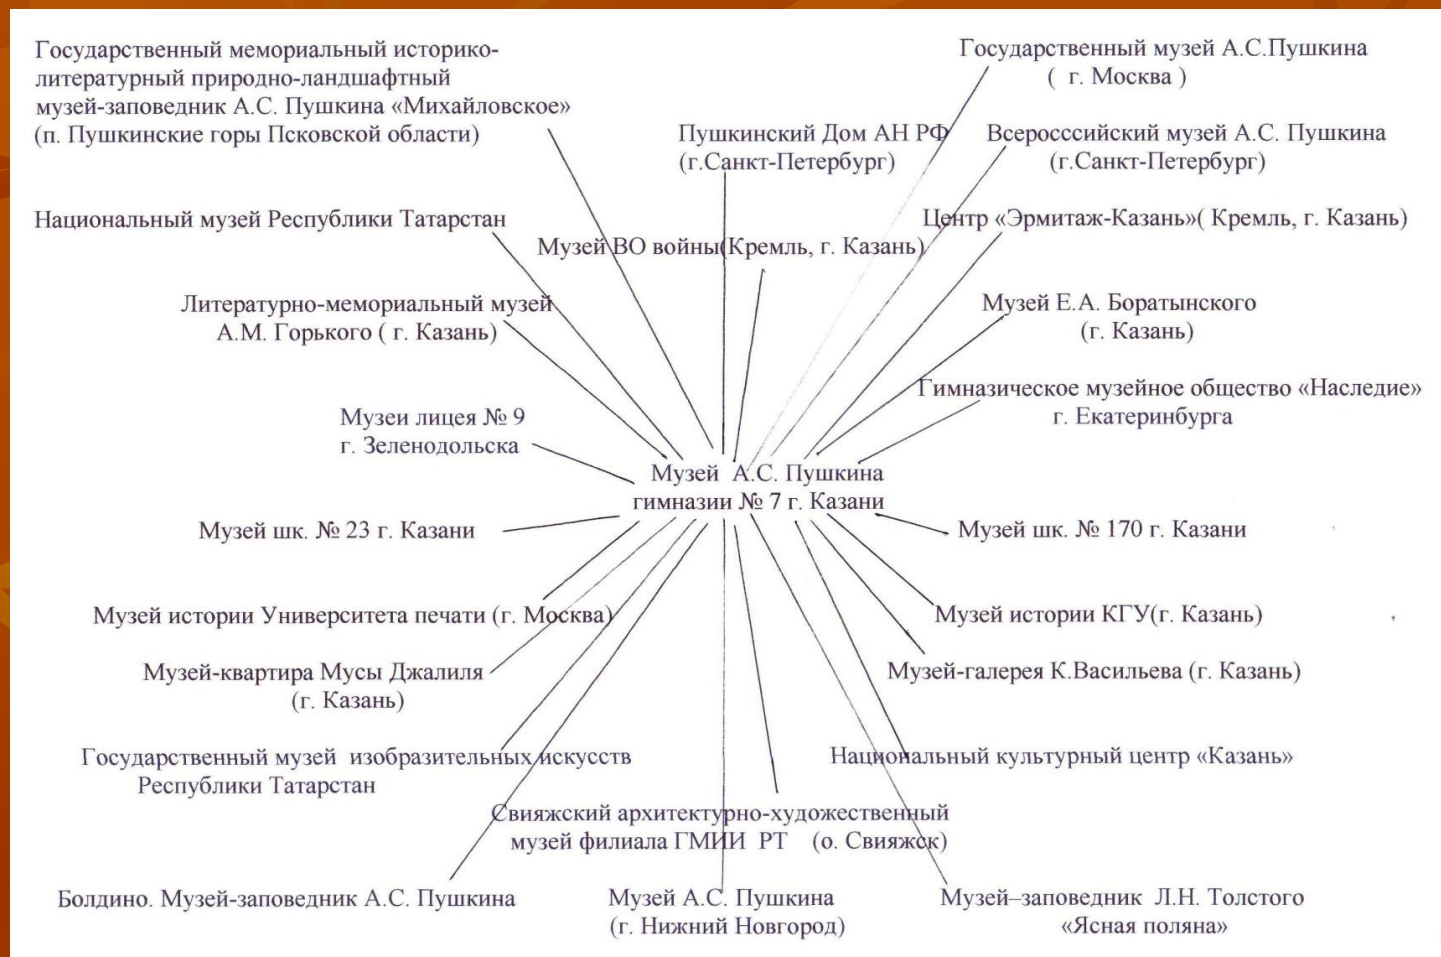 Государственный мемориальный историко-
литературный природно-ландшафтный
музей-заповедник А.С. Пушкина «Михайловское»
(п. Пушкинские горы Псковской области)
Государственный музей А.С.Пушкина
( г. Москва )
Пушкинский Дом АН РФ
(г.Санкт-Петербург)
Всеросссийский музей А.С. Пушкина
(г.Санкт-Петербург)
Национальный музей Республики Татарстан
Музей ВО войны(Кремль, г. Казань)
Центр «Эрмитаж-Казань»( Кремль, г. Казань)
Литературно-мемориальный музей
А.М. Горького ( г. Казань)
Музей Е.А. Боратынского
(г. Казань)
Музеи лицея № 9
г. Зеленодольска
Гимназическое музейное общество «Наследие»
г. Екатеринбурга
Музей А.С. Пушкина
гимназии № 7 г. Казани
Музей шк. № 23 г. Казани
Музей шк. № 170 г. Казани
Музей истории Университета печати (г. Москва)
Музей истории КГУ(г. Казань)
Музей-квартира Мусы Джалиля
(г. Казань)
Музей-галерея К.Васильева (г. Казань)
Государственный музей изобразительных искусств
Республики Татарстан
Национальный культурный центр «Казань»
Свияжский архитектурно-художественный
музей филиала ГМИИ РТ (о. Свияжск)
Болдино. Музей-заповедник А.С. Пушкина
Музей А.С. Пушкина
(г. Нижний Новгород)
Музей–заповедник Л.Н. Толстого
«Ясная поляна»